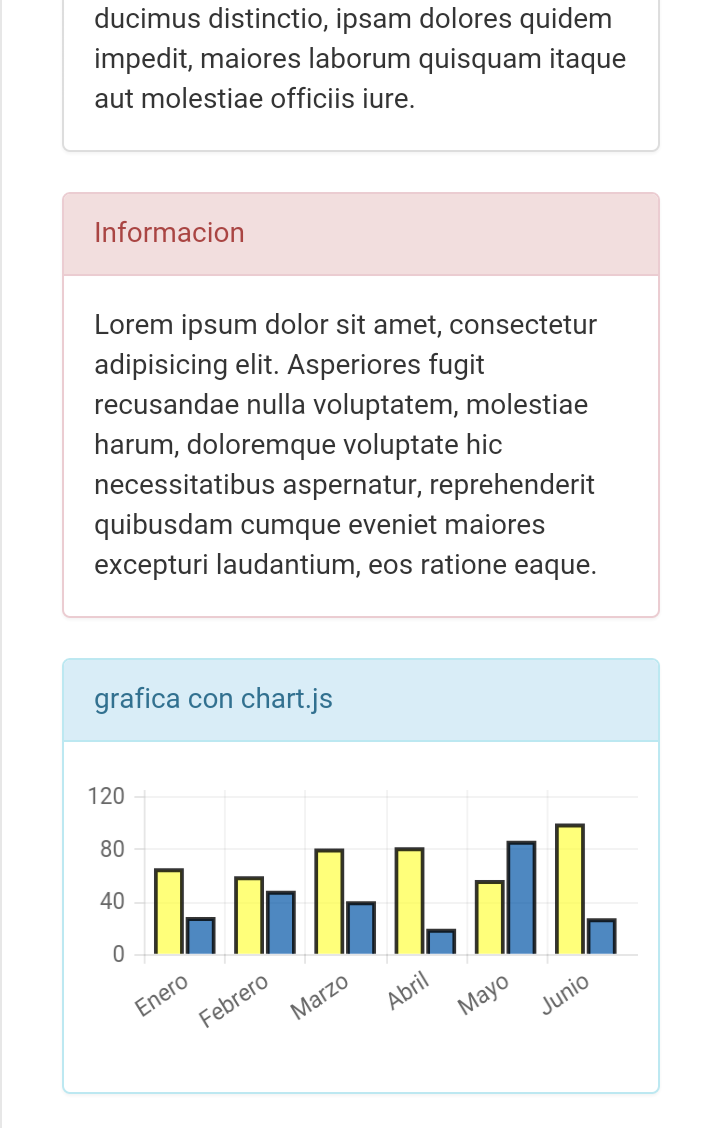 ducimus distinctio, ipsam dolores quidem
impedit, maiores laborum quisquam itaque
aut molestiae officiis iure.
Informacion
Lorem ipsum dolor sit amet, consectetur
adipisicing elit. Asperiores fugit
recusandae nulla voluptatem, molestiae
harum, doloremque voluptate hic
necessitatibus aspernatur, reprehenderit
quibusdam cumque eveniet maiores
excepturi laudantium, eos ratione eaque.
grafica con chart.js
120
80
40
0
Enero Febrero Marzo Abril Mayo Junio